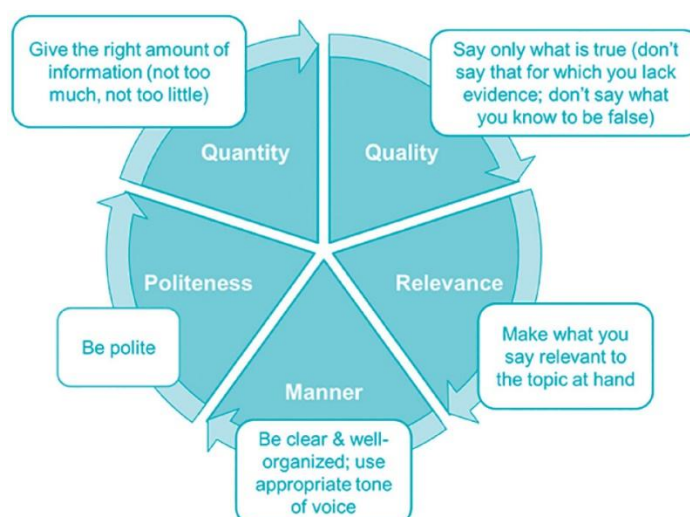 Give the right amount of
information (not too
much, not too little)
Say only what is true (don't
say that for which you lack
evidence; don't say what
you know to be false)
Quantity
Quality
Politeness
Relevance
Be polite
Make what you
say relevant to
the topic at hand
Manner
Be clear & well-
organized; use
appropriate tone
of voice